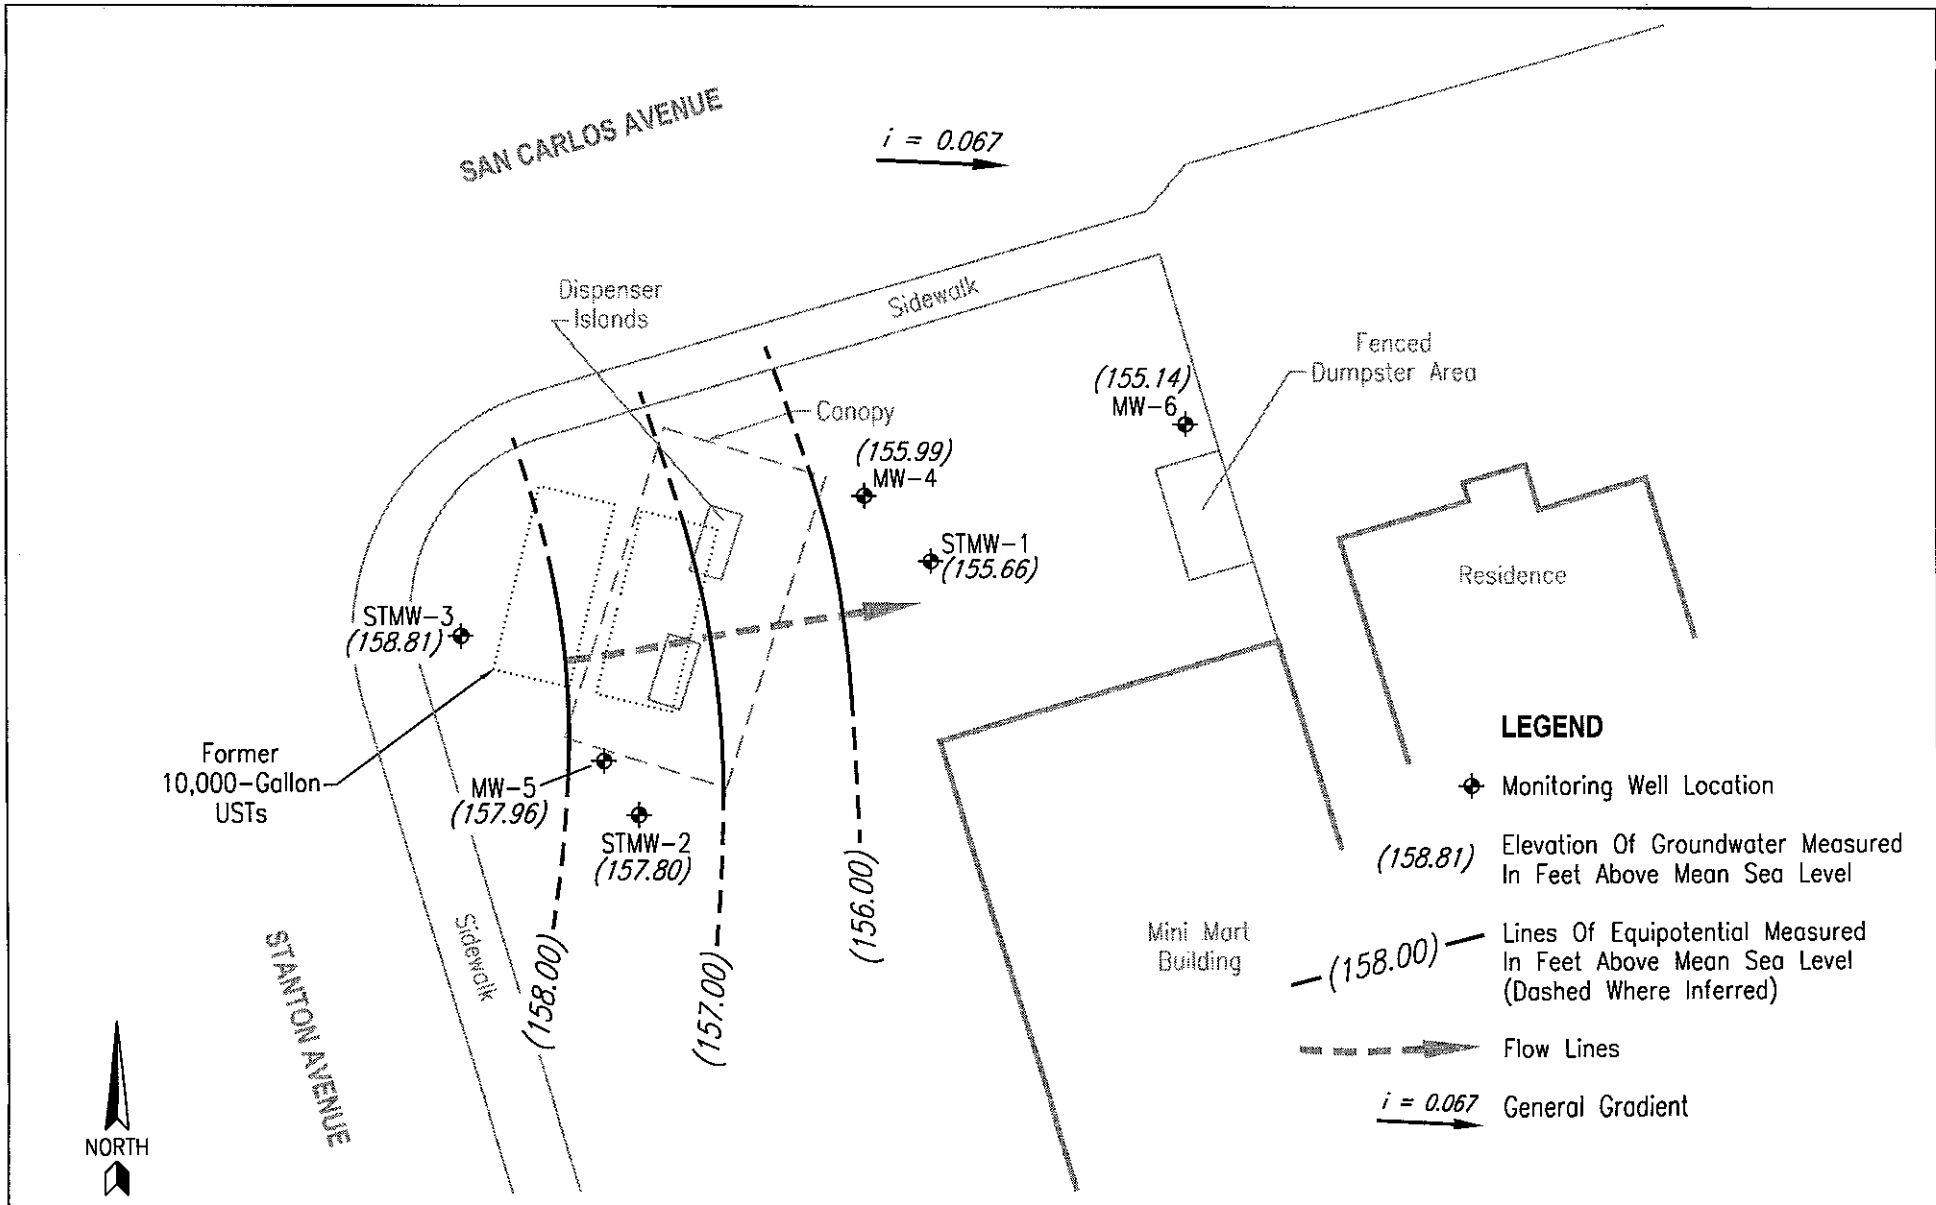 SAN CARLOS AVENUE
i = 0.067
Dispenser
Islands
Sidewalk
Fenced
Dumpster Area
Canopy
(155.14)
MW-6
(155.99)
MW-4
STMW-1
(155.66)
Residence
STMW-3
(158.81)
Former
10,000-Gallon
USTs
MW-5
(157.96)
STMW-2
(157.80)
(158.00)
(157.00)
(156.00)
Sidewalk
STANTON AVENUE
Mini Mart
Building
NORTH
LEGEND
Monitoring Well Location
(158.81) Elevation Of Groundwater Measured
In Feet Above Mean Sea Level
(158.00) Lines Of Equipotential Measured
In Feet Above Mean Sea Level
(Dashed Where Inferred)
Flow Lines
i = 0.067 General Gradient